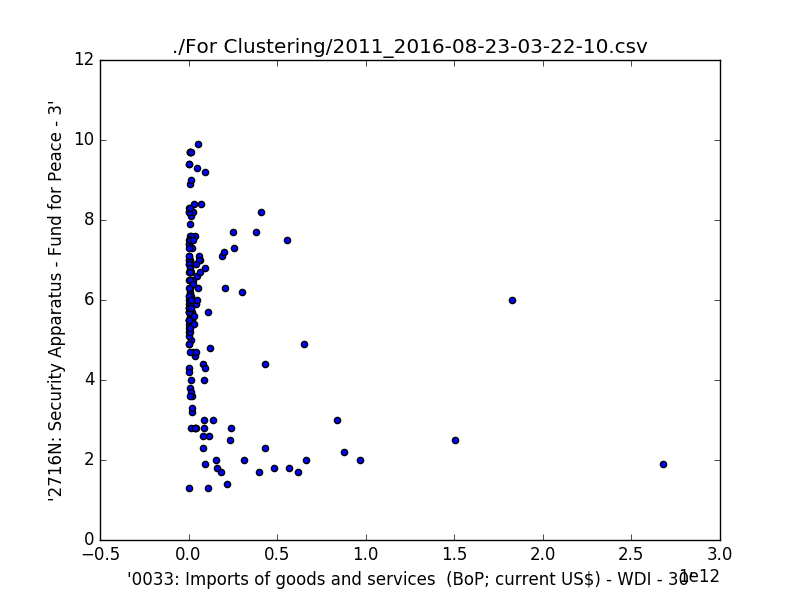 ./For Clustering/2011_2016-08-23-03-22-10.csv
12
10
8
6
4
2
0
'2716N: Security Apparatus - Fund for Peace - 3'
−0.5 0.0 0.5 1.0 1.5 2.0 2.5 3.0
1e12
'0033: Imports of goods and services (BoP; current US$) - WDI - 30'